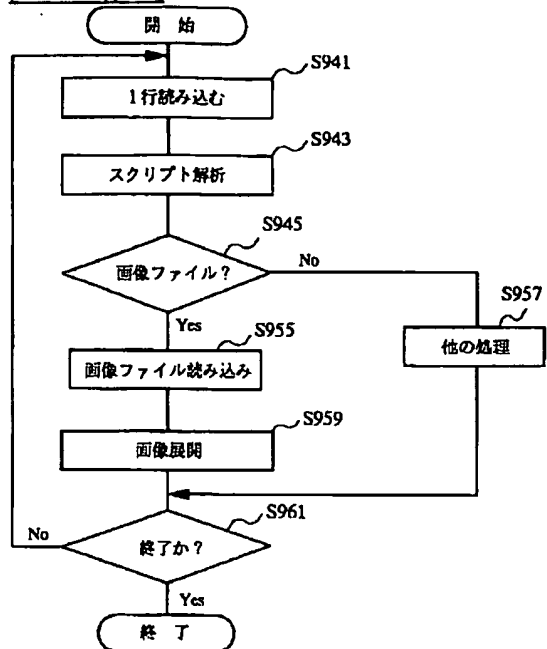 開 始
S941
1行読み込む
S943
スクリプト解析
S945
画像ファイル?
No
S957
Yes
S955
他の処理
画像ファイル読み込み
S959
画像展開
S961
No
終了か?
Yes
終 了